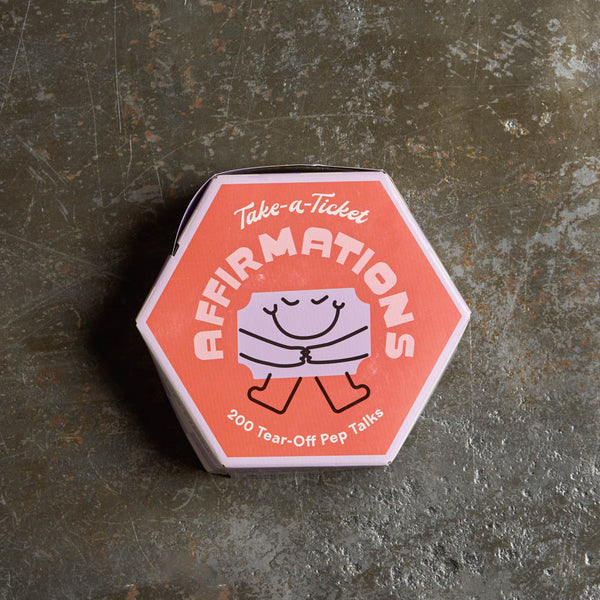 Take-a-Ticket
AFFIRMATIONS
200 Tear-Off Pep Talks